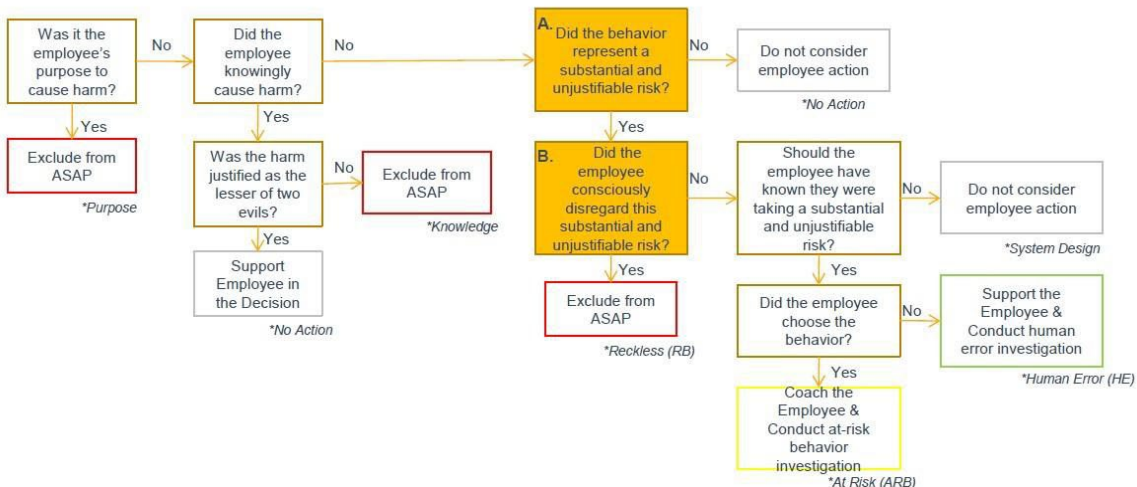 Was it the
employee's
purpose to
cause harm?
No
Yes
Exclude from
ASAP
*Purpose
Did the
employee
knowingly
cause harm?
No
Yes
Was the harm
justified as the
lesser of two
evils?
No
Exclude from
ASAP
*Knowledge
Yes
Support
Employee in
the Decision
*No Action
A.
Did the behavior
represent a
substantial and
unjustifiable risk?
No
Do not consider
employee action
*No Action
Yes
B.
Did the
employee
consciously
disregard this
substantial and
unjustifiable risk?
Yes
Exclude from
ASAP
*Reckless (RB)
No
Should the
employee have
known they were
taking a substantial
and unjustifiable
risk?
No
Do not consider
employee action
*System Design
Yes
Did the employee
choose the
behavior?
No
Support the
Employee &
Conduct human
error investigation
*Human Error (HE)
Yes
Coach the
Employee &
Conduct at-risk
behavior
investigation
*At Risk (ARB)